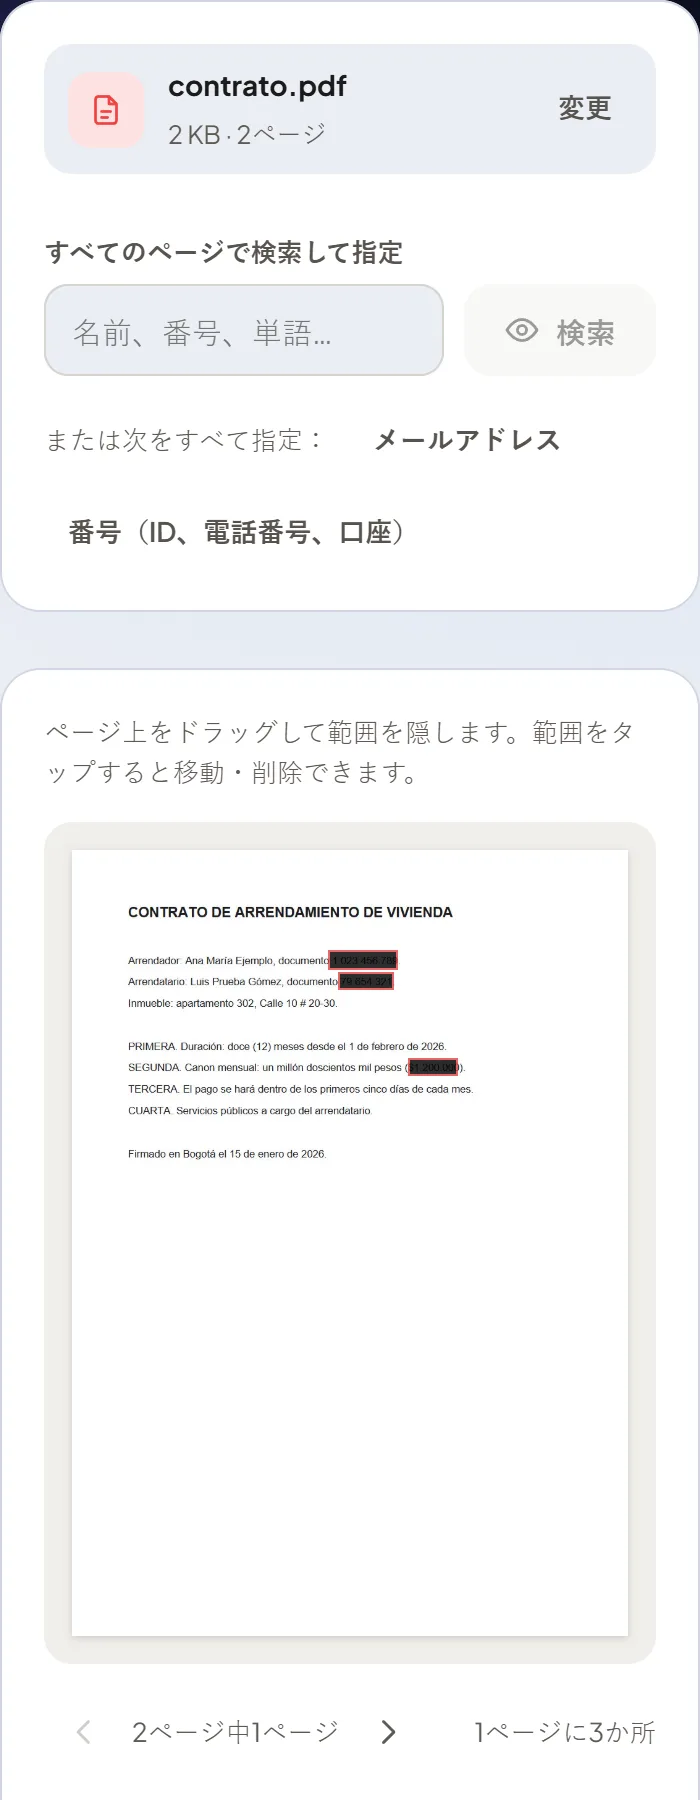 contrato.pdf
2 KB · 2ページ
変更
すべてのページで検索して指定
名前、番号、単語...
検索
または次をすべて指定：
メールアドレス
番号（ID、電話番号、口座）
ページ上をドラッグして範囲を隠します。範囲をタ
ップすると移動・削除できます。
CONTRATO DE ARRENDAMIENTO DE VIVIENDA
Arrendador: Ana María Ejemplo, documento
Arrendatario: Luis Prueba Gómez, documento
Inmueble: apartamento 302, Calle 10 # 20-30.
PRIMERA. Duración: doce (12) meses desde el 1 de febrero de 2026.
SEGUNDA. Canon mensual: un millón doscientos mil pesos ( ).
TERCERA. El pago se hará dentro de los primeros cinco días de cada mes.
CUARTA. Servicios públicos a cargo del arrendatario.
Firmado en Bogotá el 15 de enero de 2026.
2ページ中1ページ
1ページに3か所